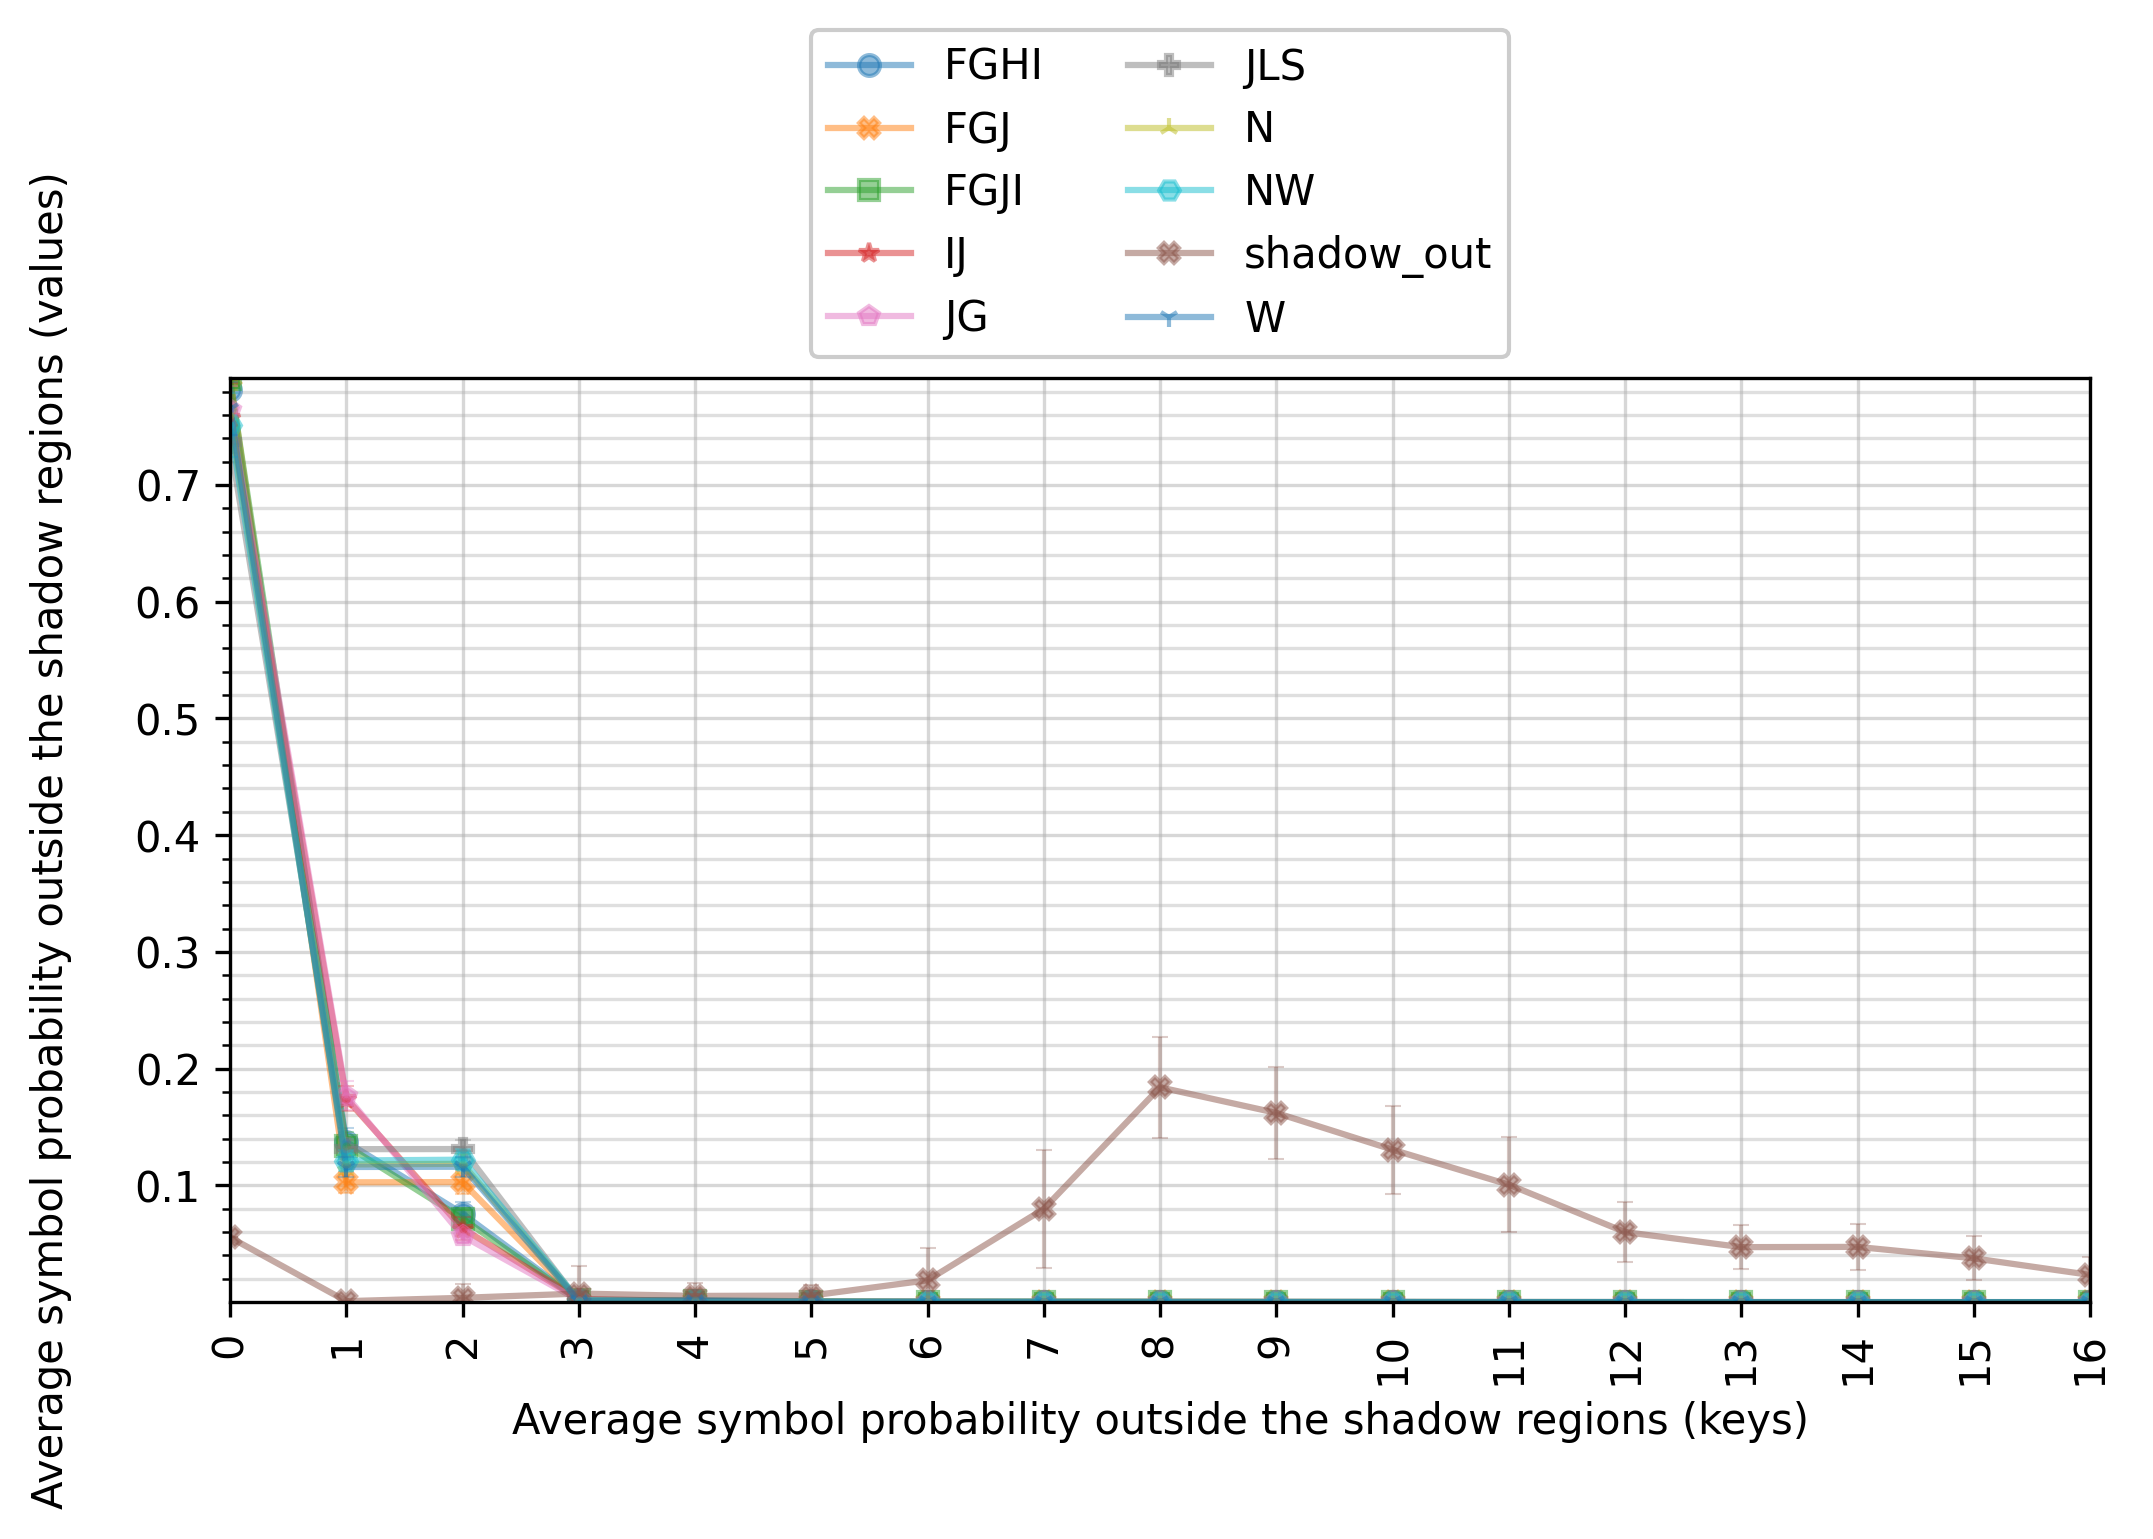 FGHI
FGJ
FGJI
IJ
JG
JLS
N
NW
shadow_out
W
Average symbol probability outside the shadow regions (values)
0.7
0.6
0.5
0.4
0.3
0.2
0.1
0 1 2 3 4 5 6 7 8 9 10 11 12 13 14 15 16
Average symbol probability outside the shadow regions (keys)